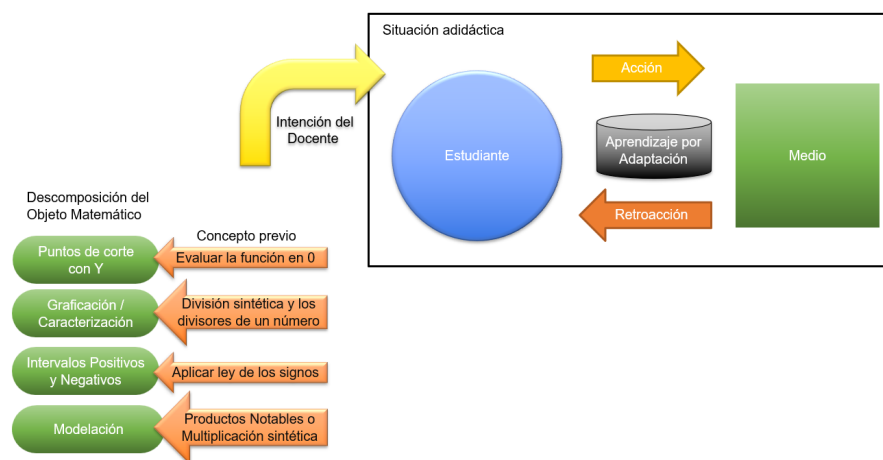 Situación adidáctica
Acción
Intención del
Docente
Estudiante
Aprendizaje por
Adaptación
Medio
Retroacción
Descomposición del
Objeto Matemático
Concepto previo
Puntos de corte
con Y
Evaluar la función en 0
Graficación /
Caracterización
División sintética y los
divisores de un número
Intervalos Positivos
y Negativos
Aplicar ley de los signos
Modelación
Productos Notables o
Multiplicación sintética